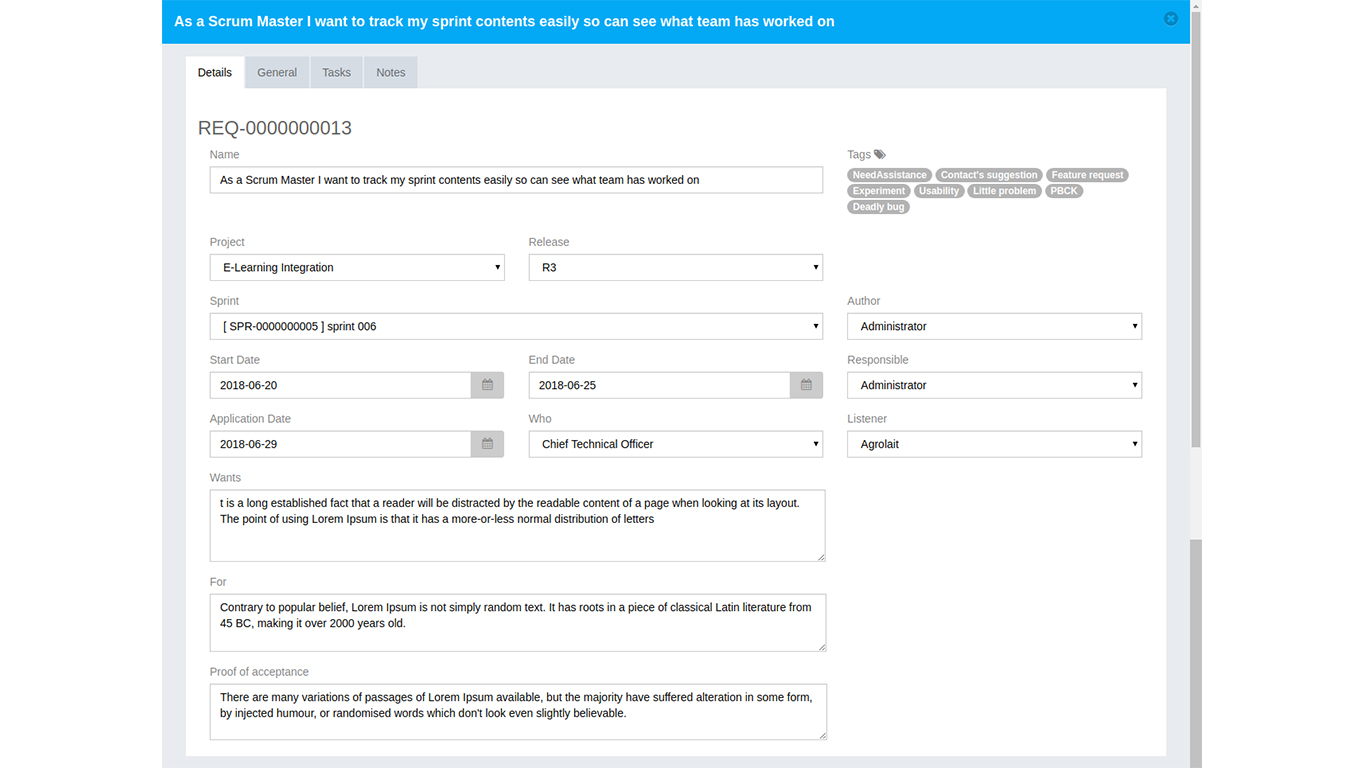 As a Scrum Master I want to track my sprint contents easily so can see what team has worked on
Details General Tasks Notes
REQ-0000000013
Name
As a Scrum Master I want to track my sprint contents easily so can see what team has worked on
Tags
NeedAssistance Contact's suggestion Feature request
Experiment Usability Little problem PBCK
Deadly bug
Project Release
E-Learning Integration R3
Sprint Author
[ SPR-0000000005 ] sprint 006 Administrator
Start Date End Date Responsible
2018-06-20 2018-06-25 Administrator
Application Date Who Listener
2018-06-29 Chief Technical Officer Agrolait
Wants
t is a long established fact that a reader will be distracted by the readable content of a page when looking at its layout.
The point of using Lorem Ipsum is that it has a more-or-less normal distribution of letters
For
Contrary to popular belief, Lorem Ipsum is not simply random text. It has roots in a piece of classical Latin literature from
45 BC, making it over 2000 years old.
Proof of acceptance
There are many variations of passages of Lorem Ipsum available, but the majority have suffered alteration in some form,
by injected humour, or randomised words which don't look even slightly believable.